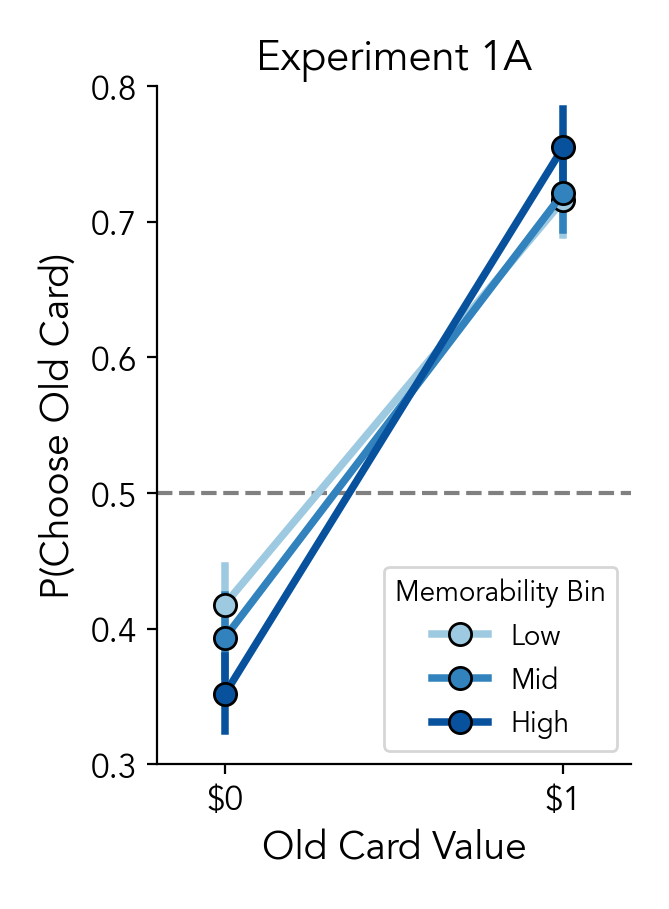 Experiment 1A
0.8
0.7
0.6
0.5
0.4
0.3
P(Choose Old Card)
Memorability Bin
Low
Mid
High
$0
$1
Old Card Value